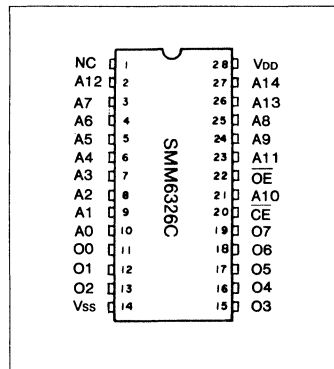 NC 1 28 VDD
A12 2 27 A14
A7 3 26 A13
A6 4 25 A8
A5 5 24 A9
A4 6 23 A11
A3 7 22 OE
A2 8 21 A10
A1 9 20 CE
A0 10 19 O7
O0 11 18 O6
O1 12 17 O5
O2 13 16 O4
Vss 14 15 O3
SMM6326C